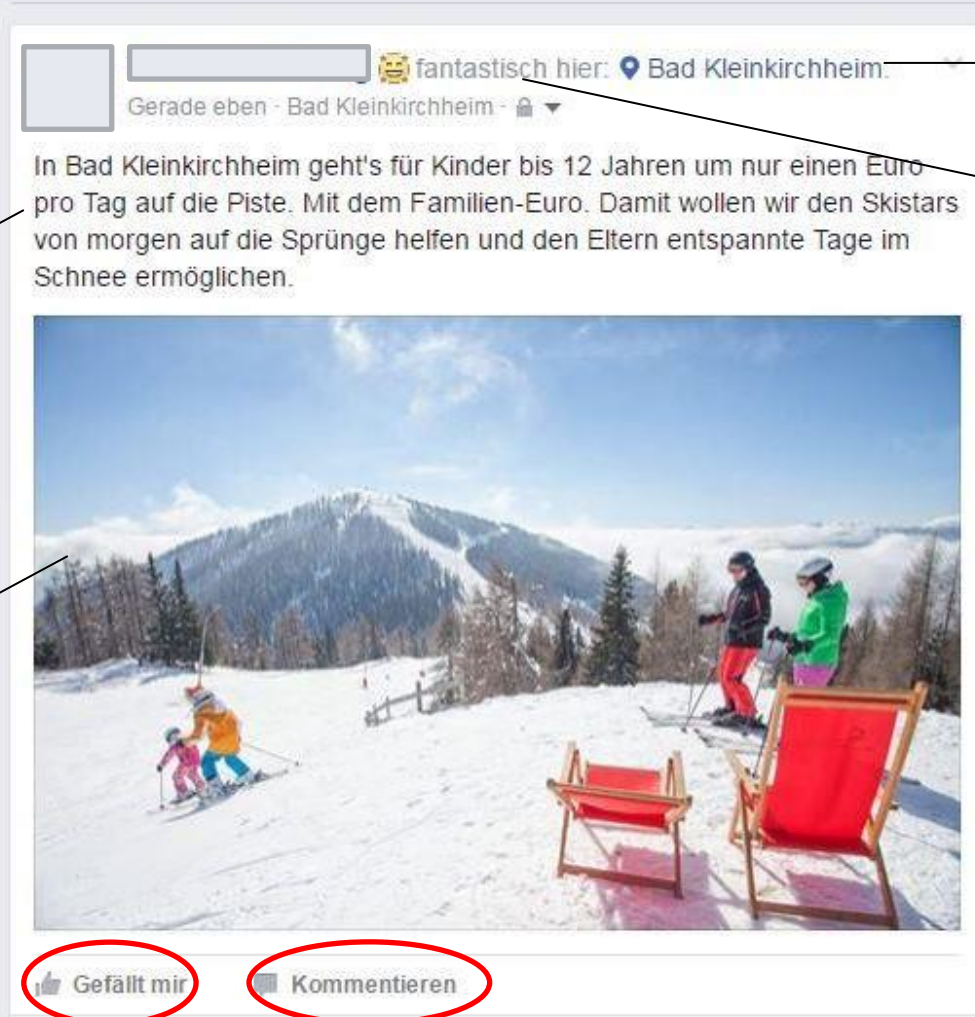 fantastisch hier: Bad Kleinkirchheim.
Gerade eben · Bad Kleinkirchheim ·
In Bad Kleinkirchheim geht's für Kinder bis 12 Jahren um nur einen Euro
pro Tag auf die Piste. Mit dem Familien-Euro. Damit wollen wir den Skistars
von morgen auf die Sprünge helfen und den Eltern entspannte Tage im
Schnee ermöglichen.
Gefällt mir Kommentieren